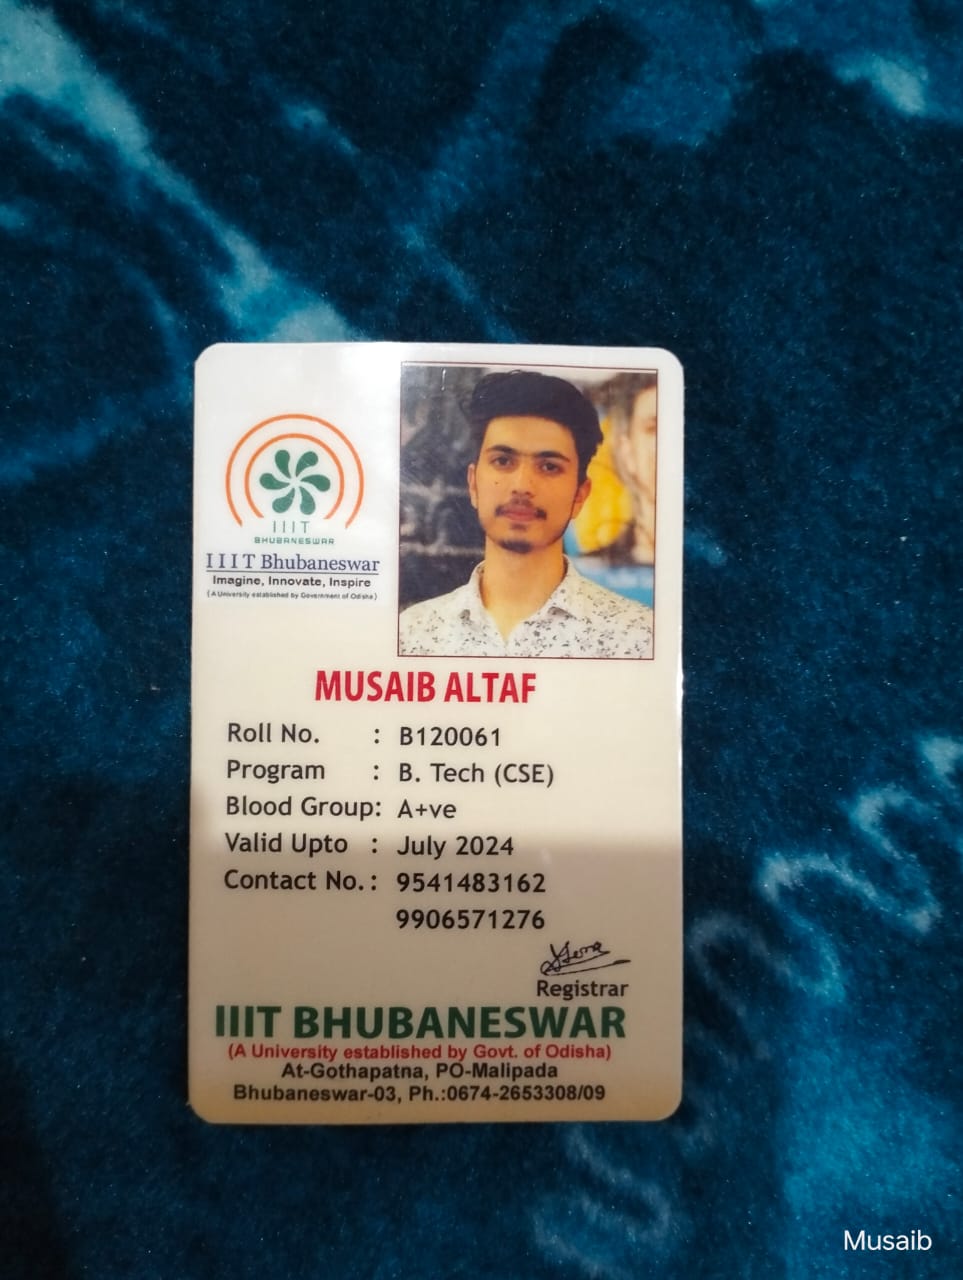 IIIT
BHUBANESWAR
IIIT Bhubaneswar
Imagine, Innovate, Inspire
(A University established by Government of Odisha)
MUSAIB ALTAF
Roll No. : B120061
Program : B. Tech (CSE)
Blood Group: A+ve
Valid Upto : July 2024
Contact No. : 9541483162
9906571276
Registrar
IIIT BHUBANESWAR
(A University established by Govt. of Odisha)
At-Gothapatna, PO-Malipada
Bhubaneswar-03, Ph.:0674-2653308/09
Musaib